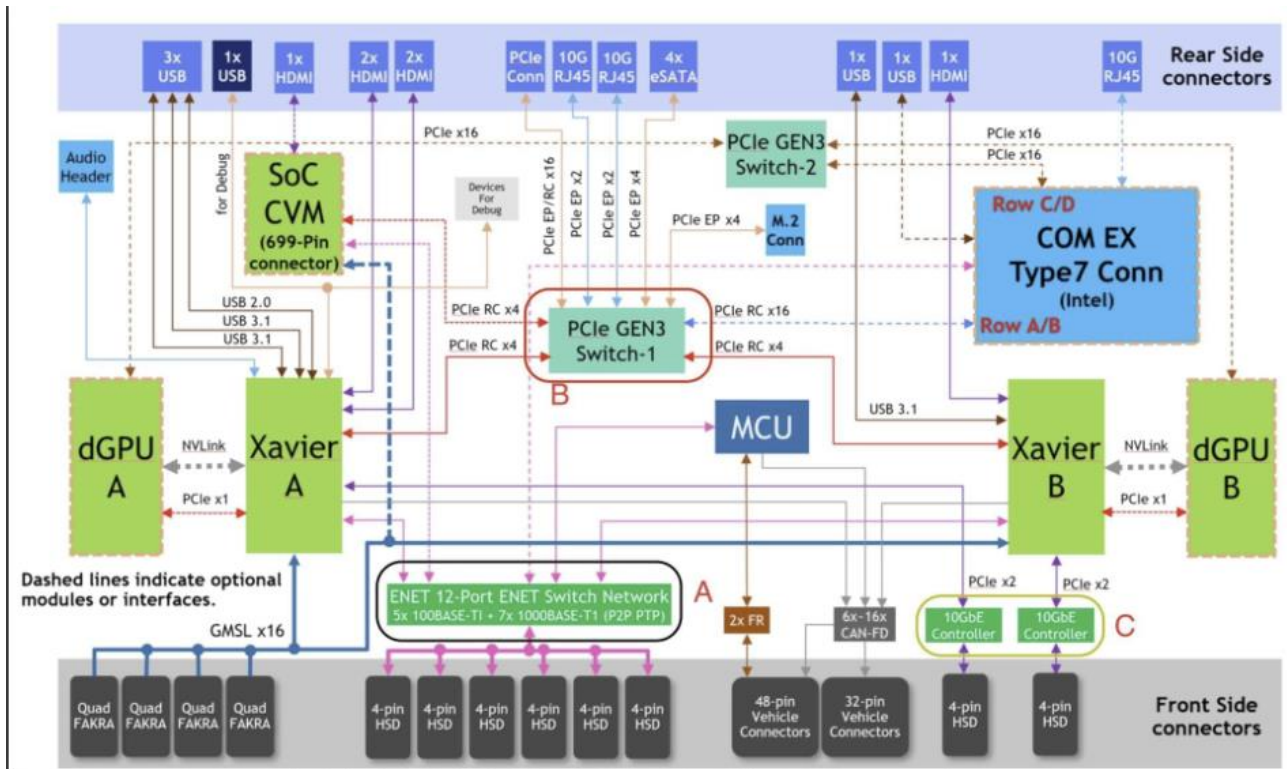 3x
USB
1x
USB
1x
HDMI
2x
HDMI
2x
HDMI
PCIe
Conn
10G
RJ45
10G
RJ45
4x
eSATA
1x
USB
1x
USB
1x
HDMI
10G
RJ45
Rear Side
connectors
Audio
Header
for Debug
SoC
CVM
(699-Pin
connector)
Devices
For
Debug
PCIe x16
PCIe EP/RC x16
PCIe EP x2
PCIe EP x2
PCIe EP x4
PCIe GEN3
Switch-2
PCIe x16
PCIe x16
PCIe EP x4
M.2
Conn
Row C/D
COM EX
Type7 Conn
(Intel)
Row A/B
USB 2.0
USB 3.1
USB 3.1
PCIe RC x4
PCIe RC x4
PCIe GEN3
Switch-1
B
PCIe RC x16
PCIe RC x4
dGPU
A
NVLink
PCIe x1
Xavier
A
MCU
USB 3.1
Xavier
B
NVLink
PCIe x1
dGPU
B
Dashed lines indicate optional
modules or interfaces.
GMSL x16
ENET 12-Port ENET Switch Network
5x 100BASE-TI + 7x 1000BASE-T1 (P2P PTP)
A
2x FR
6x~16x
CAN-FD
PCIe x2
PCIe x2
10GbE
Controller
10GbE
Controller
C
Quad
FAKRA
Quad
FAKRA
Quad
FAKRA
Quad
FAKRA
4-pin
HSD
4-pin
HSD
4-pin
HSD
4-pin
HSD
4-pin
HSD
4-pin
HSD
48-pin
Vehicle
Connectors
32-pin
Vehicle
Connectors
4-pin
HSD
4-pin
HSD
Front Side
connectors